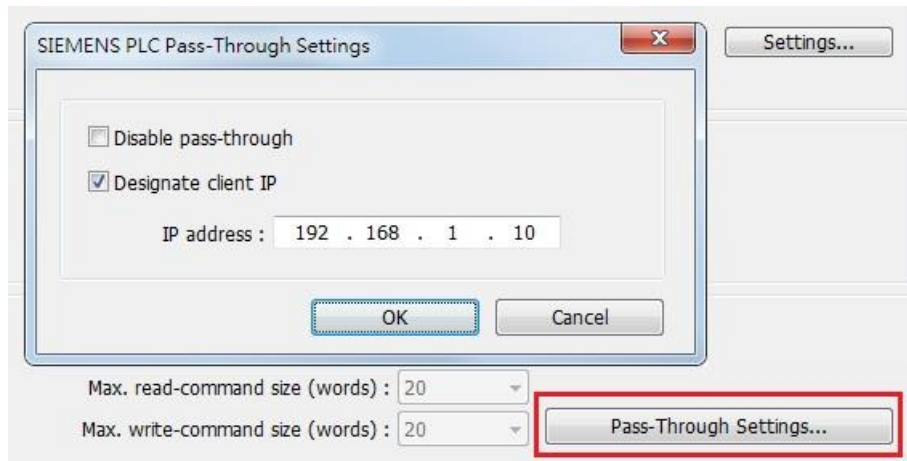 SIEMENS PLC Pass-Through Settings
Settings...
Disable pass-through
Designate client IP
IP address : 192 . 168 . 1 . 10
OK Cancel
Max. read-command size (words) : 20
Max. write-command size (words) : 20
Pass-Through Settings...